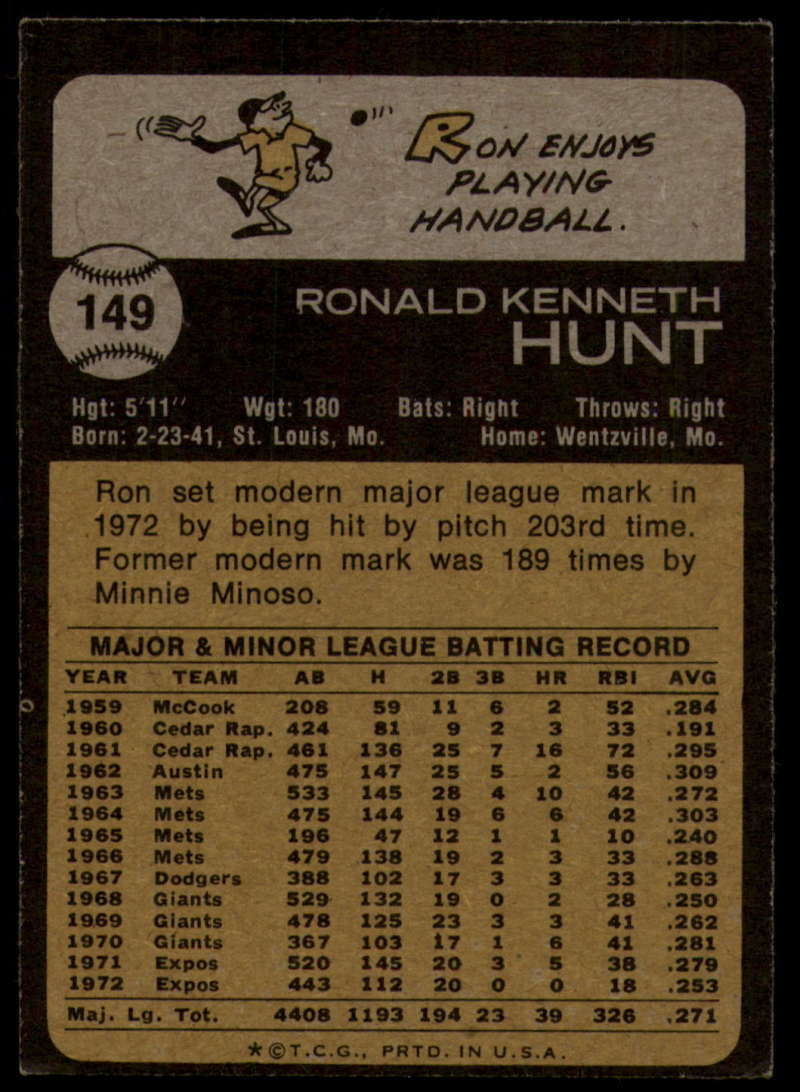 RON ENJOYS
PLAYING
HANDBALL.
149
RONALD KENNETH
HUNT
Hgt: 5'11" Wgt: 180 Bats: Right Throws: Right
Born: 2-23-41, St. Louis, Mo. Home: Wentzville, Mo.
Ron set modern major league mark in
1972 by being hit by pitch 203rd time.
Former modern mark was 189 times by
Minnie Minoso.
MAJOR & MINOR LEAGUE BATTING RECORD
YEAR TEAM AB H 2B 3B HR RBI AVG
1959 McCook 208 59 11 6 2 52 .284
1960 Cedar Rap. 424 81 9 2 3 33 .191
1961 Cedar Rap. 461 136 25 7 16 72 .295
1962 Austin 475 147 25 5 2 56 .309
1963 Mets 533 145 28 4 10 42 .272
1964 Mets 475 144 19 6 6 42 .303
1965 Mets 196 47 12 1 1 10 .240
1966 Mets 479 138 19 2 3 33 .288
1967 Dodgers 388 102 17 3 3 33 .263
1968 Giants 529 132 19 0 2 28 .250
1969 Giants 478 125 23 3 3 41 .262
1970 Giants 367 103 17 1 6 41 .281
1971 Expos 520 145 20 3 5 38 .279
1972 Expos 443 112 20 0 0 18 .253
Maj. Lg. Tot. 4408 1193 194 23 39 326 .271
*©T.C.G., PRTD. IN U.S.A.